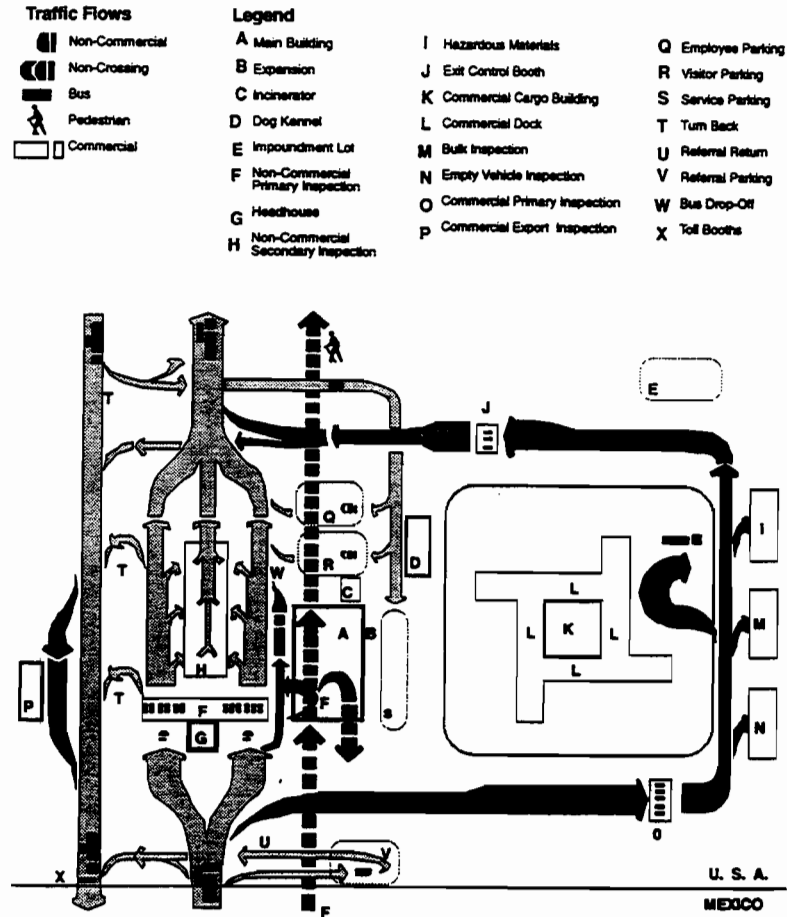 Traffic Flows
Non-Commercial
Non-Crossing
Bus
Pedestrian
Commercial
Legend
A Main Building
B Expansion
C Incinerator
D Dog Kennel
E Impoundment Lot
F Non-Commercial
Primary Inspection
G Headhouse
H Non-Commercial
Secondary Inspection
I Hazardous Materials
J Exit Control Booth
K Commercial Cargo Building
L Commercial Dock
M Bulk Inspection
N Empty Vehicle Inspection
O Commercial Primary Inspection
P Commercial Export Inspection
Q Employee Parking
R Visitor Parking
S Service Parking
T Turn Back
U Referral Return
V Referral Parking
W Bus Drop-Off
X Toll Booths
E
T
J
Q
I
T
R
D
W
C
L
A
B
L
K
L
M
H
T
L
P
F
F
S
G
N
O
U
V
X
U. S. A.
F
MEXICO